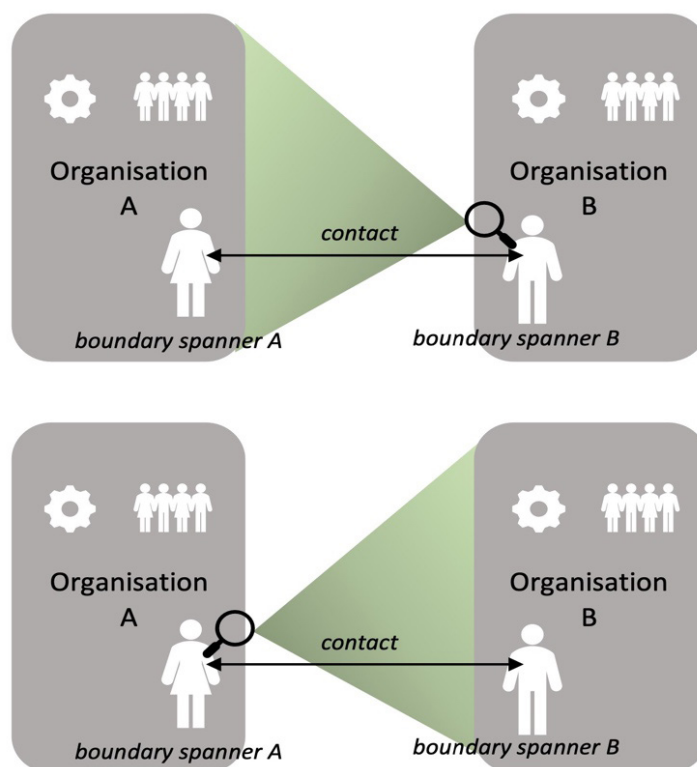 Organisation
A
Organisation
B
contact
boundary spanner A
boundary spanner B
Organisation
A
Organisation
B
contact
boundary spanner A
boundary spanner B